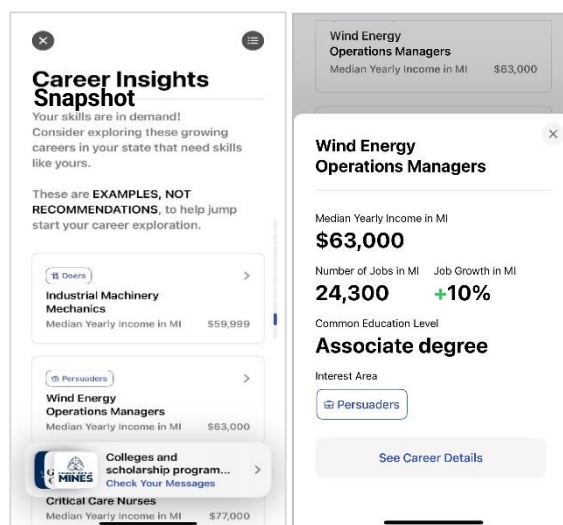 Career Insights
Snapshot
Your skills are in demand!
Consider exploring these growing
careers in your state that need skills
like yours.
These are EXAMPLES, NOT
RECOMMENDATIONS, to help jump
start your career exploration.
Doers
Industrial Machinery
Mechanics
Median Yearly Income in MI $59,999
Persuaders
Wind Energy
Operations Managers
Median Yearly Income in MI $63,000
MINES
Colleges and
scholarship program...
Check Your Messages
Critical Care Nurses
Median Yearly Income in MI $77,000
Wind Energy
Operations Managers
Median Yearly Income in MI $63,000
Wind Energy
Operations Managers
Median Yearly Income in MI
$63,000
Number of Jobs in MI Job Growth in MI
24,300 +10%
Common Education Level
Associate degree
Interest Area
Persuaders
See Career Details